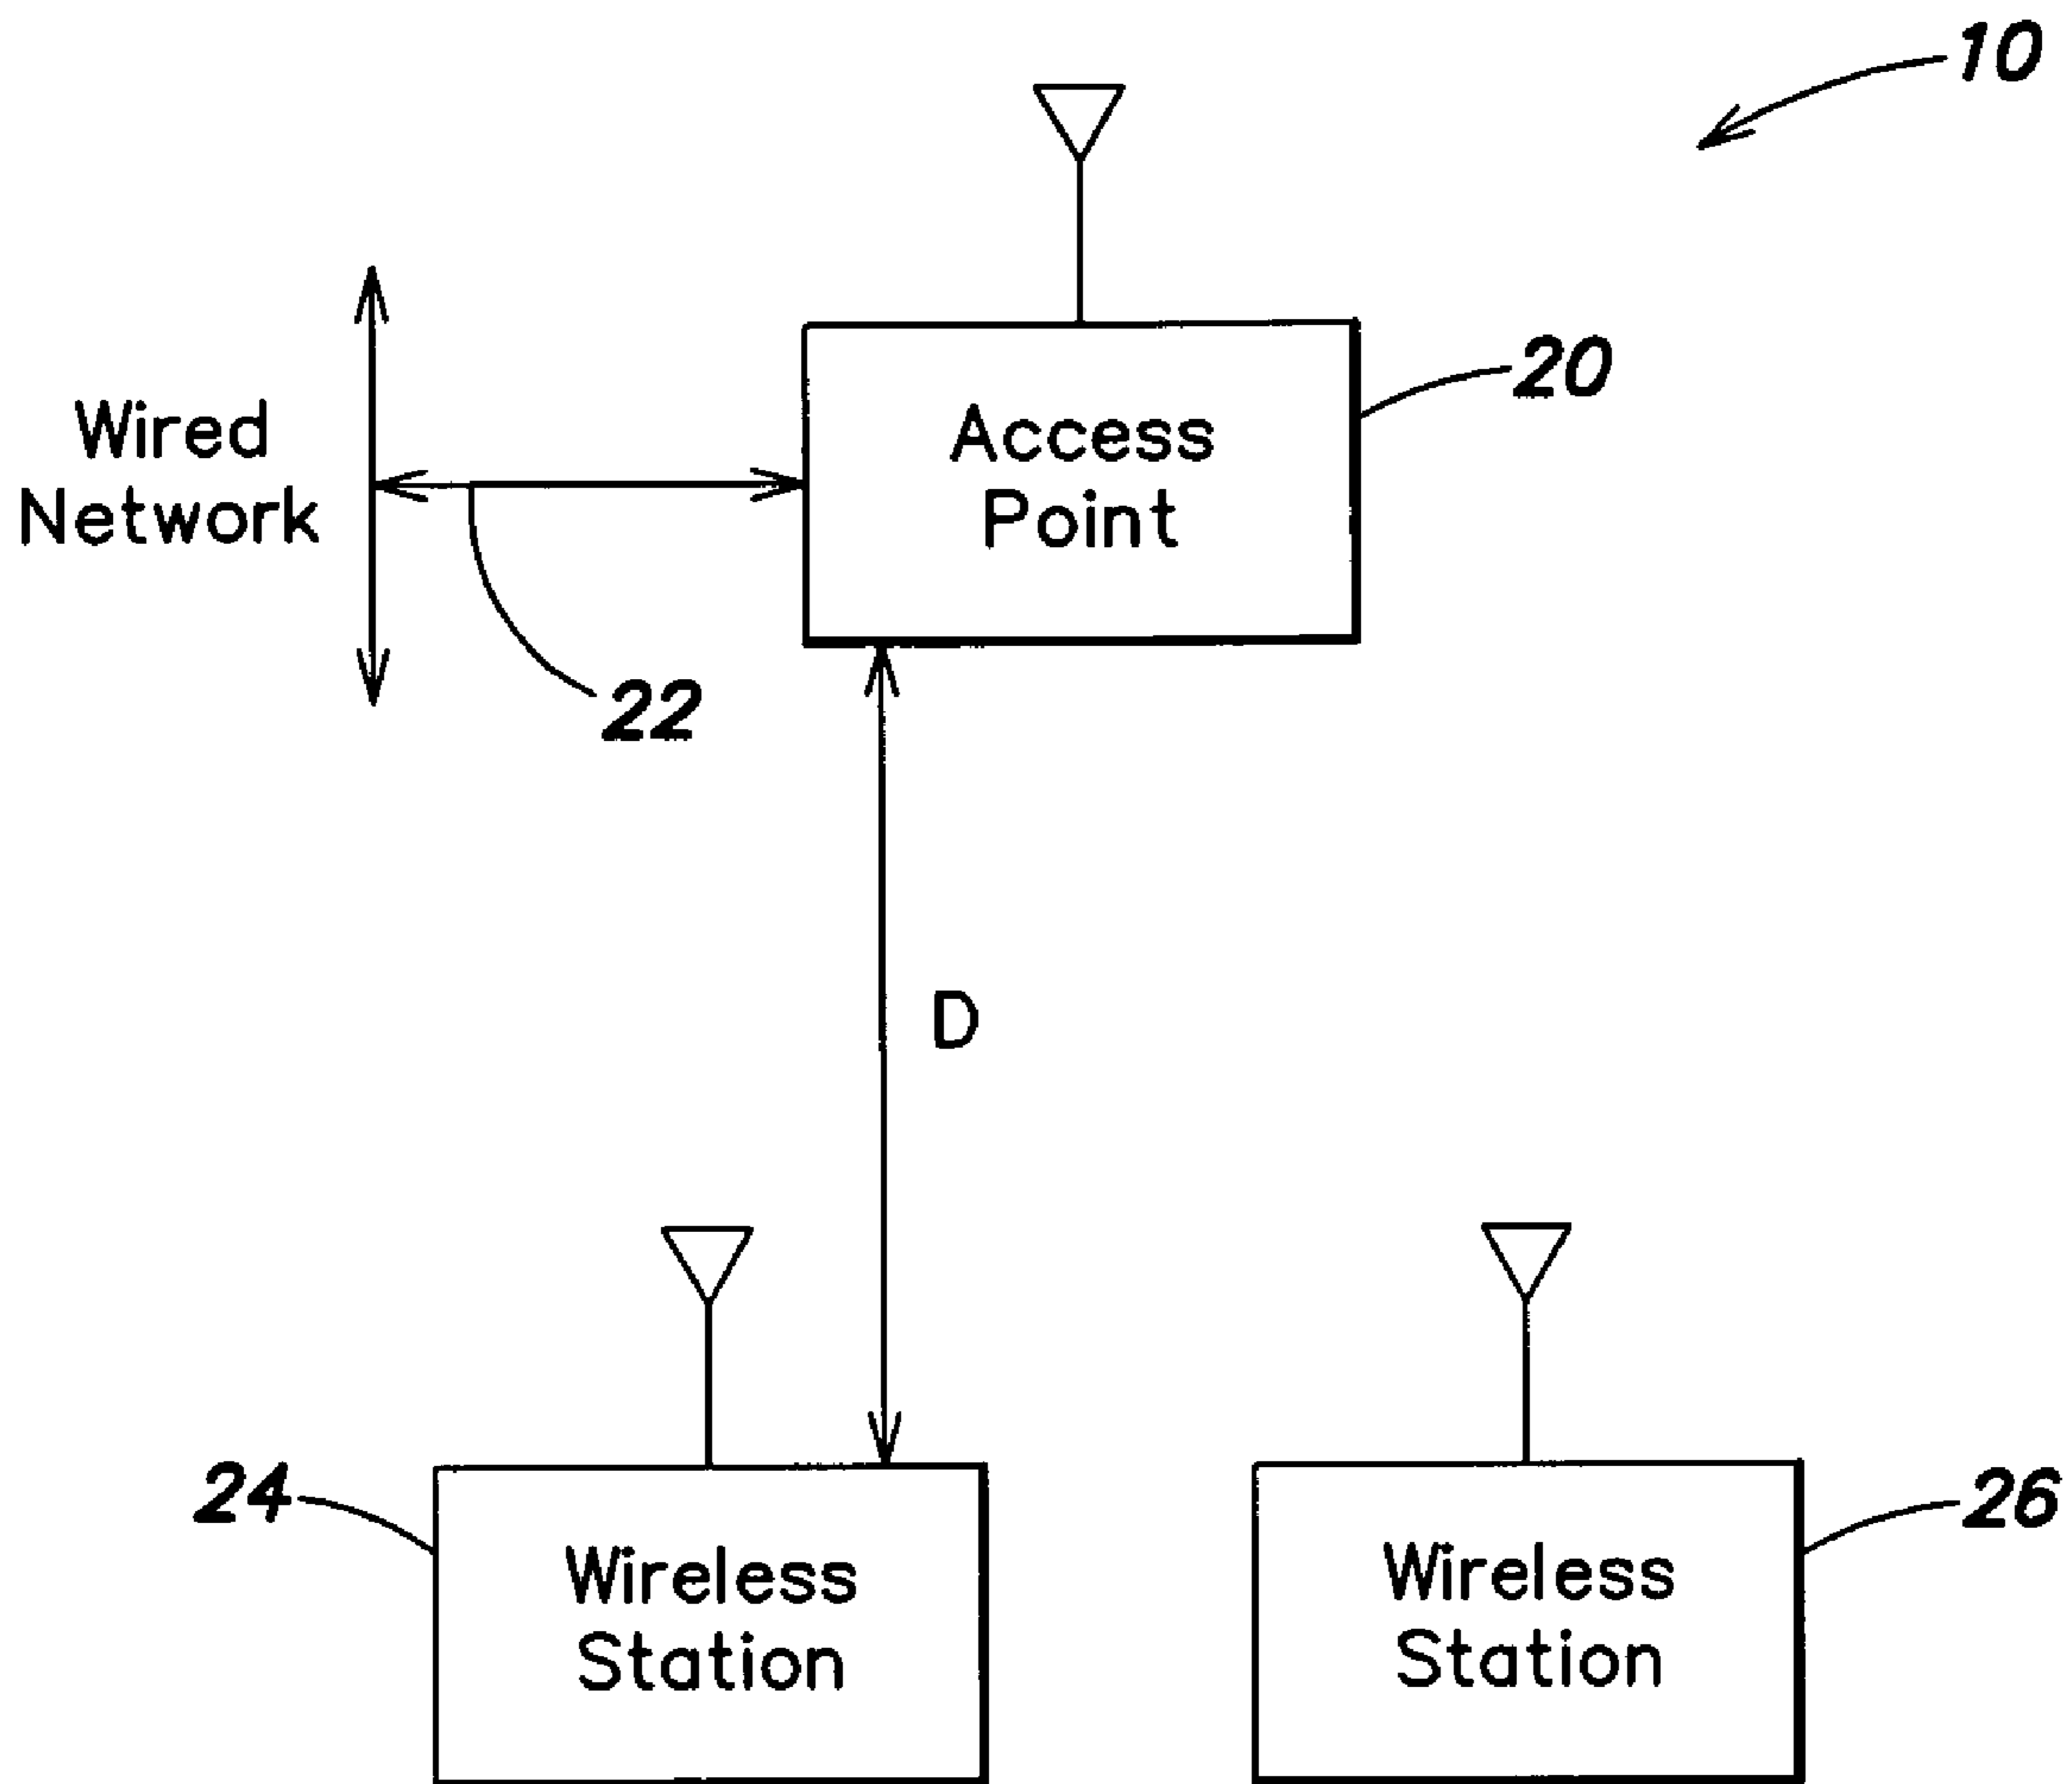 10
20
Access
Point
Wired
Network
22
D
24
26
Wireless
Station
Wireless
Station